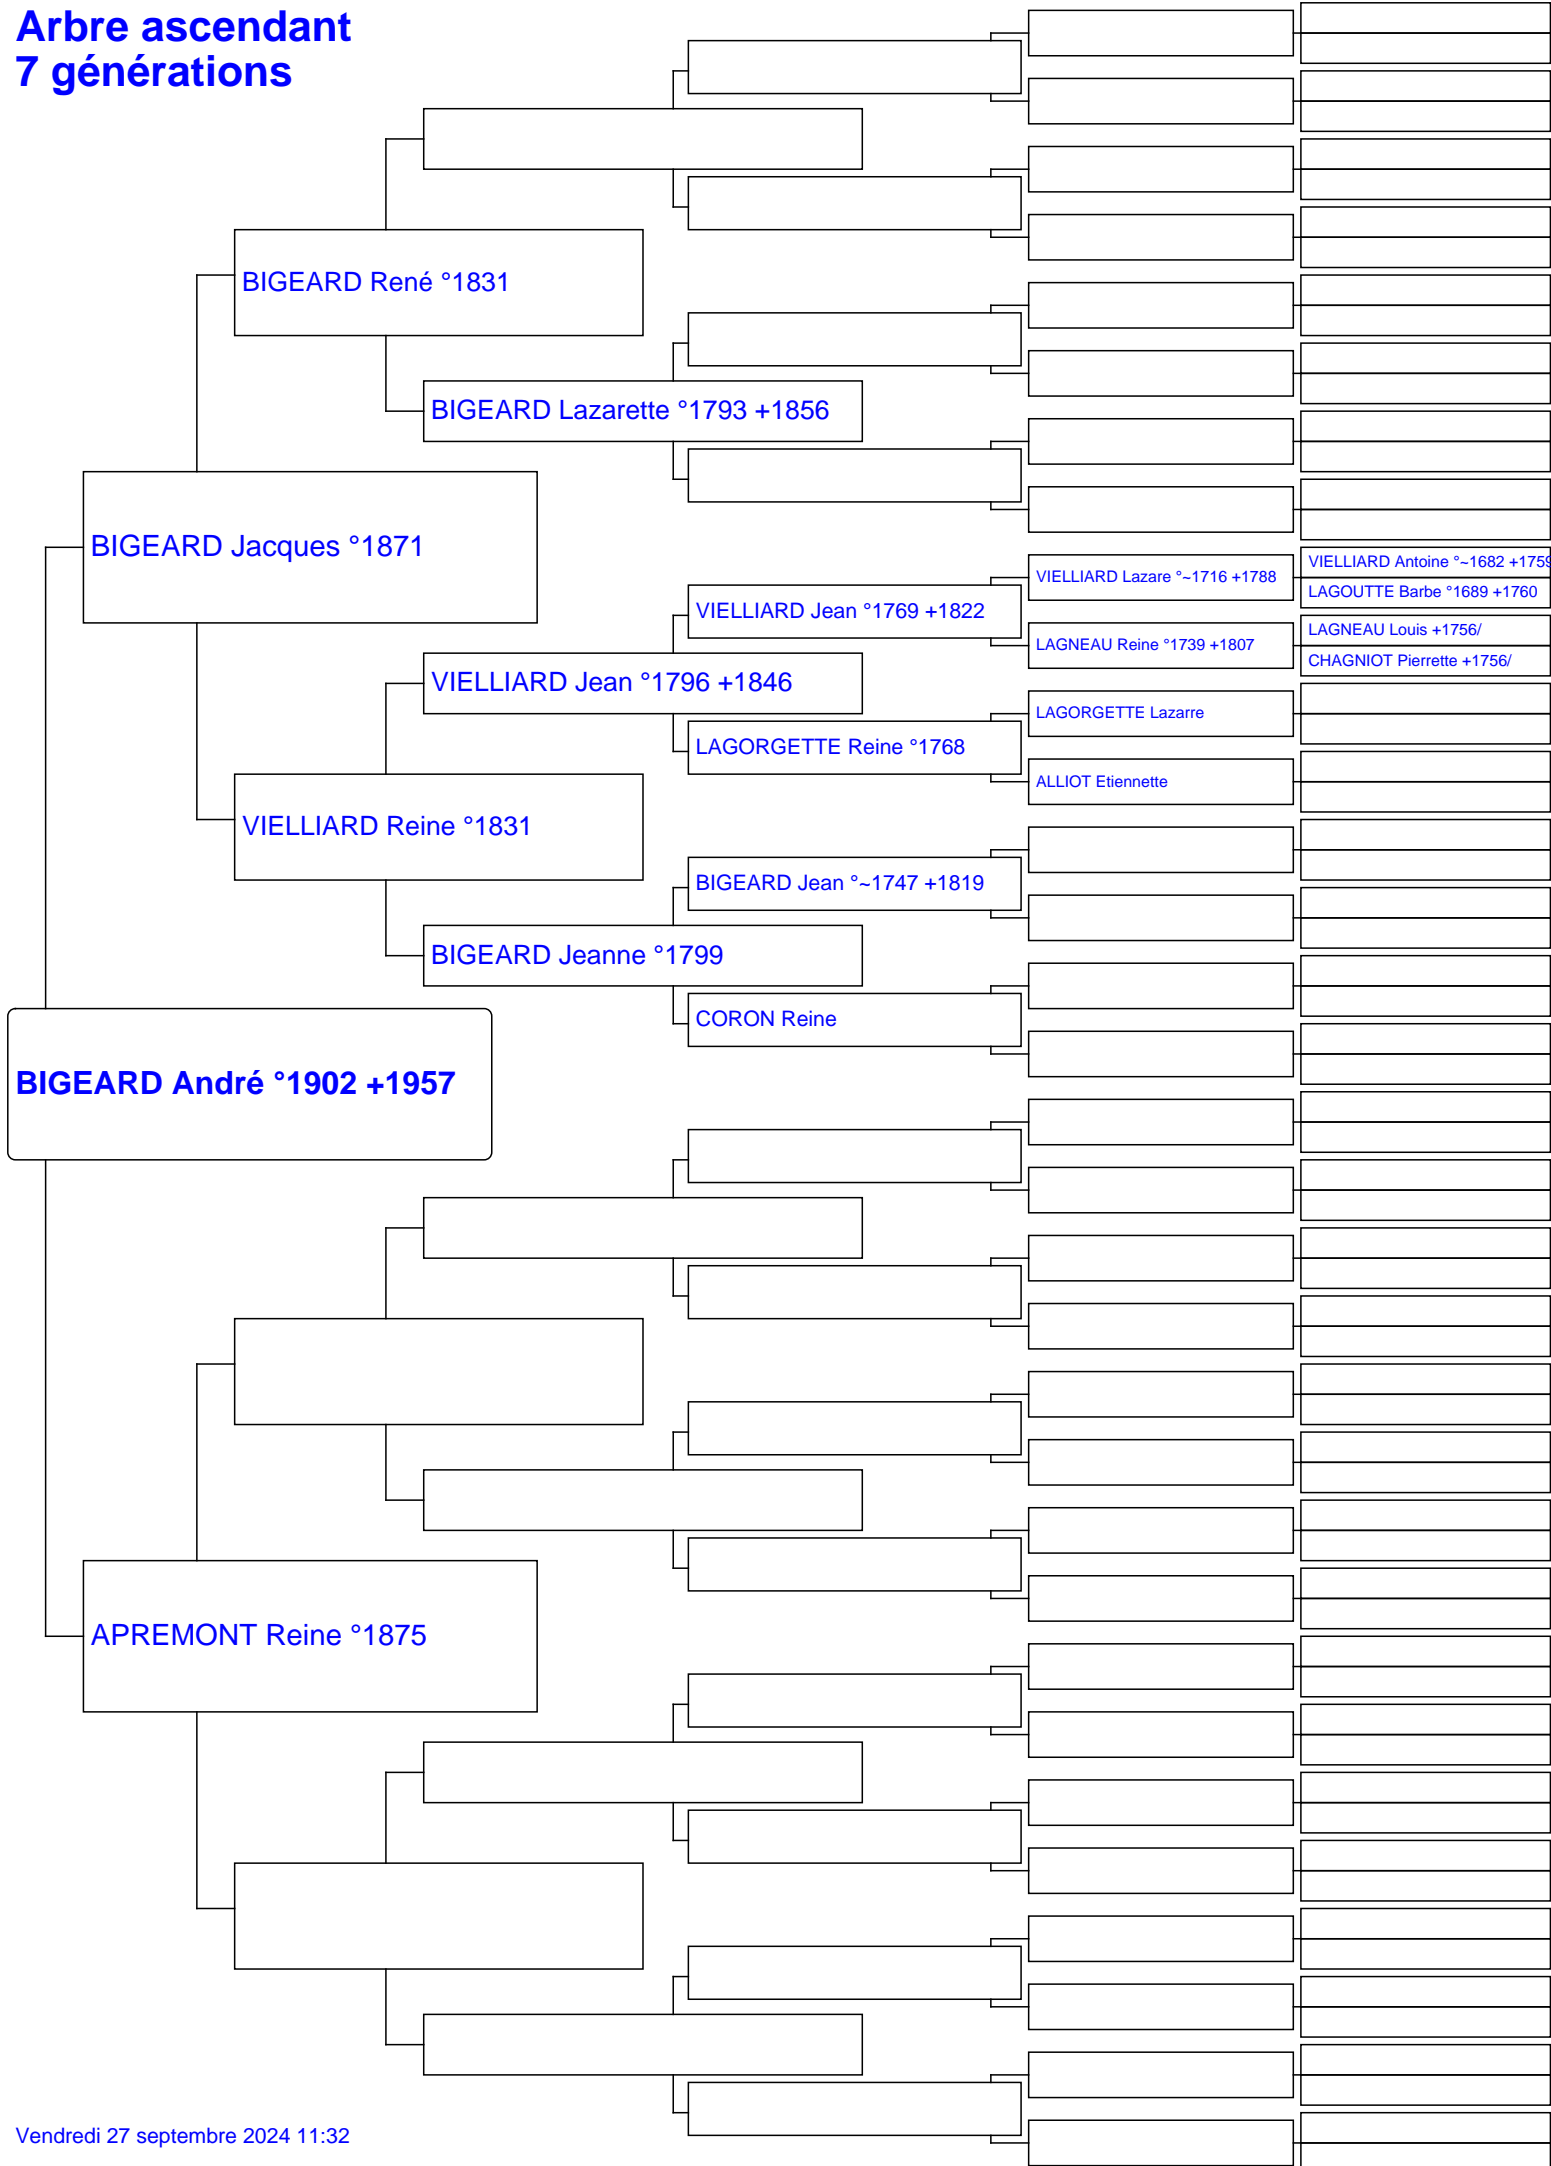 Arbre ascendant
7 générations
BIGEARD René °1831
BIGEARD Lazarette °1793 +1856
BIGEARD Jacques °1871
VIELLIARD Antoine °~1682 +1759
VIELLIARD Lazare °~1716 +1788
LAGOUTTE Barbe °1689 +1760
VIELLIARD Jean °1769 +1822
LAGNEAU Louis +1756/
LAGNEAU Reine °1739 +1807
CHAGNIOT Pierrette +1756/
VIELLIARD Jean °1796 +1846
LAGORGETTE Lazarre
LAGORGETTE Reine °1768
ALLIOT Etiennette
VIELLIARD Reine °1831
BIGEARD Jean °~1747 +1819
BIGEARD Jeanne °1799
CORON Reine
BIGEARD André °1902 +1957
APREMONT Reine °1875
Vendredi 27 septembre 2024 11:32